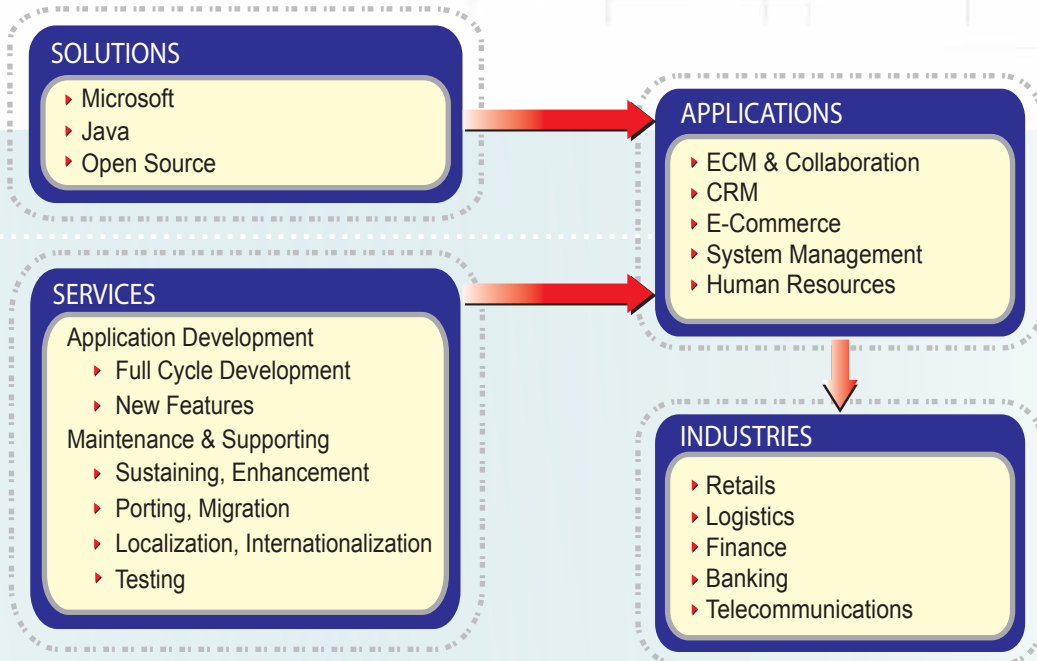 SOLUTIONS
Microsoft
Java
Open Source
SERVICES
Application Development
Full Cycle Development
New Features
Maintenance & Supporting
Sustaining, Enhancement
Porting, Migration
Localization, Internationalization
Testing
APPLICATIONS
ECM & Collaboration
CRM
E-Commerce
System Management
Human Resources
INDUSTRIES
Retails
Logistics
Finance
Banking
Telecommunications